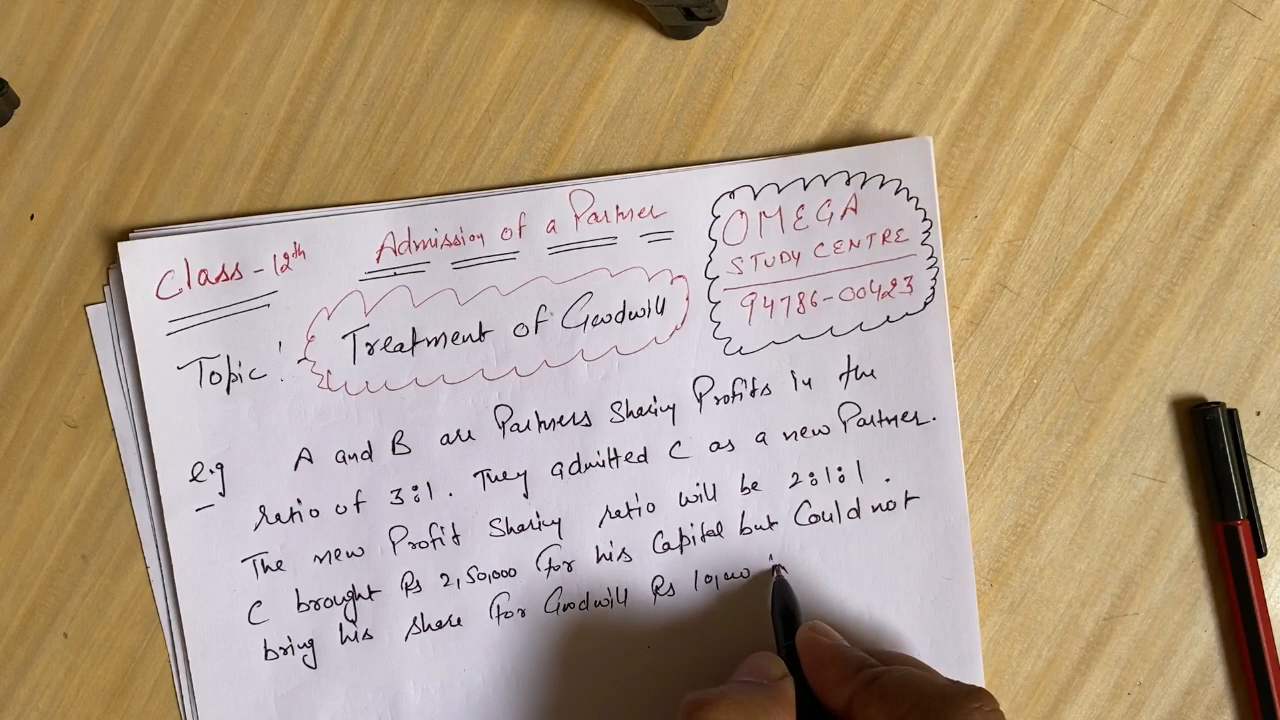 Class - 12th
Admission of a Partner
OMEGA
STUDY CENTRE
94786-00423
Topic :-
Treatment of Goodwill
e.g A and B are Partners Sharing Profits in the
ratio of 3:1. They admitted C as a new Partner.
The new Profit Sharing ratio will be 2:1:1.
C brought Rs 2,50,000 for his Capital but Could not
bring his share for Goodwill Rs 10,000